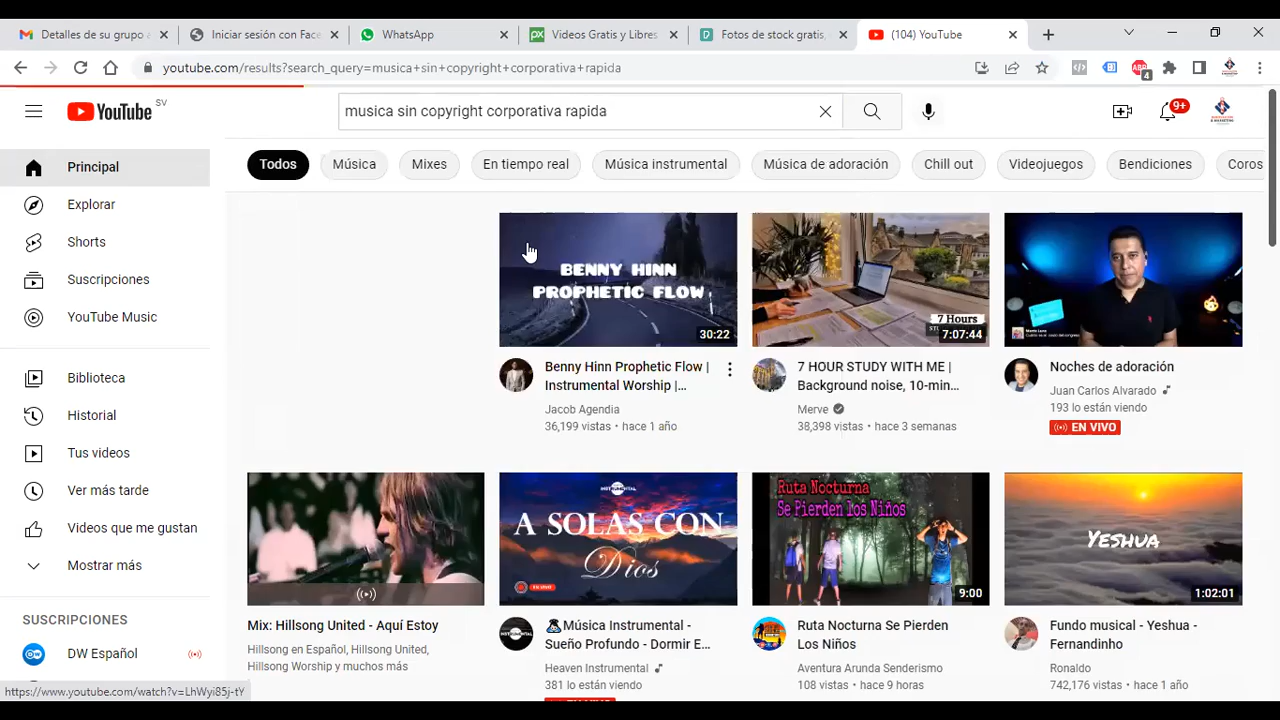 Detalles de su grupo
Iniciar sesión con Fac
WhatsApp
Videos Gratis y Libres
Fotos de stock gratis,
(104) YouTube
youtube.com/results?search_query=musica+sin+copyright+corporativa+rapida
4
YouTube SV
musica sin copyright corporativa rapida
9+
Principal
Explorar
Shorts
Suscripciones
YouTube Music
Biblioteca
Historial
Tus videos
Ver más tarde
Videos que me gustan
Mostrar más
SUSCRIPCIONES
DW Español
Todos
Música
Mixes
En tiempo real
Música instrumental
Música de adoración
Chill out
Videojuegos
Bendiciones
Coros
BENNY HINN
PROPHETIC FLOW
30:22
Benny Hinn Prophetic Flow |
Instrumental Worship |...
Jacob Agendia
36,199 vistas • hace 1 año
7 Hours
7:07:44
7 HOUR STUDY WITH ME |
Background noise, 10-min...
Merve
38,398 vistas • hace 3 semanas
Noches de adoración
Juan Carlos Alvarado
193 lo están viendo
EN VIVO
Mix: Hillsong United - Aquí Estoy
Hillsong en Español, Hillsong United,
Hillsong Worship y muchos más
INSTRUMENTAL
A SOLAS CON
Dios
EN VIVO
Música Instrumental -
Sueño Profundo - Dormir E...
Heaven Instrumental
381 lo están viendo
Ruta Nocturna
Se Pierden los Niños
9:00
Ruta Nocturna Se Pierden
Los Niños
Aventura Arunda Senderismo
108 vistas • hace 9 horas
YESHUA
1:02:01
Fundo musical - Yeshua -
Fernandinho
Ronaldo
742,176 vistas • hace 1 año
https://www.youtube.com/watch?v=LhWyi85j-tY